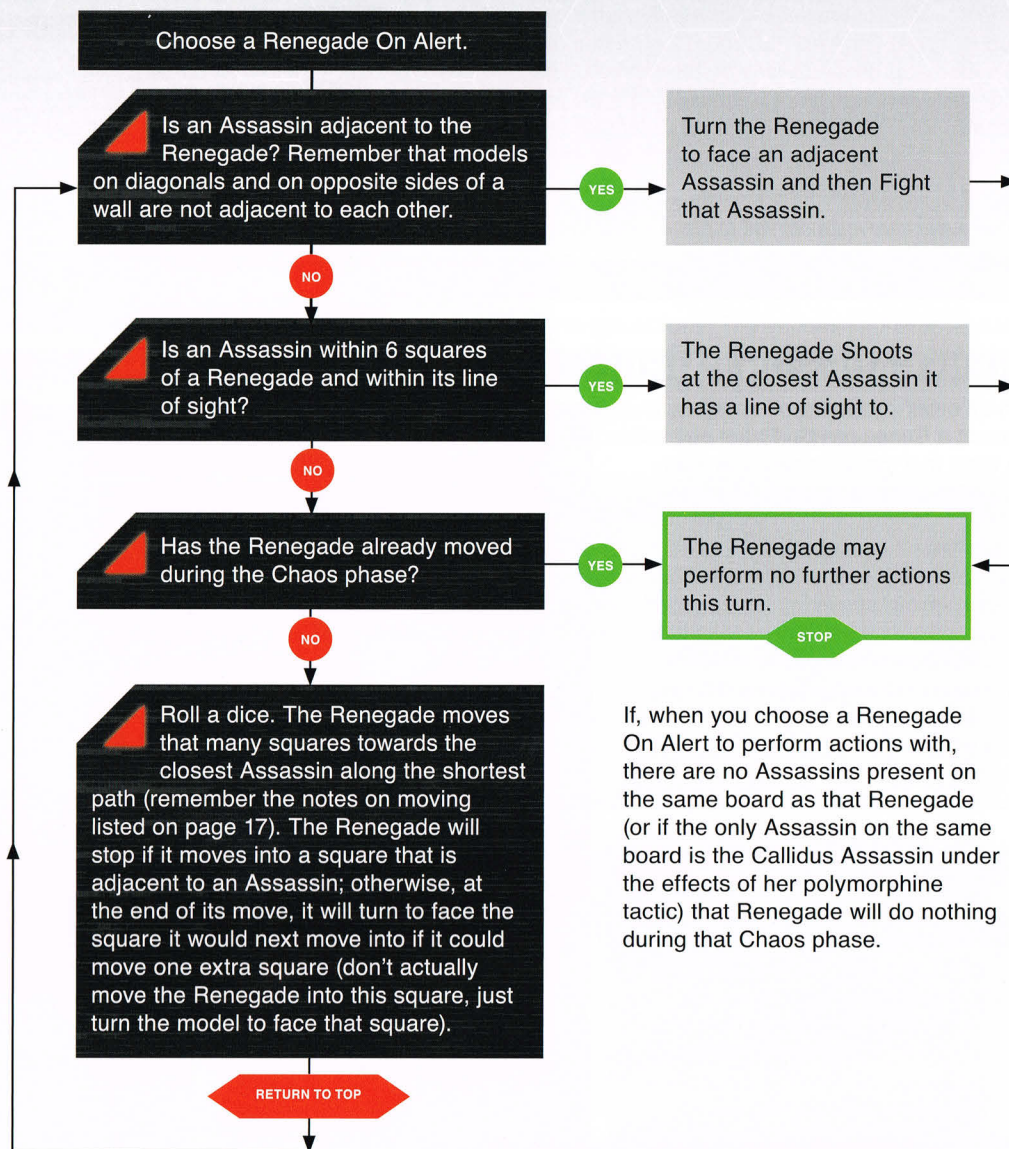 Choose a Renegade On Alert.
Is an Assassin adjacent to the
Renegade? Remember that models
on diagonals and on opposite sides of a
wall are not adjacent to each other.
YES
Turn the Renegade
to face an adjacent
Assassin and then Fight
that Assassin.
NO
Is an Assassin within 6 squares
of a Renegade and within its line
of sight?
YES
The Renegade Shoots
at the closest Assassin it
has a line of sight to.
NO
Has the Renegade already moved
during the Chaos phase?
YES
The Renegade may
perform no further actions
this turn.
STOP
NO
Roll a dice. The Renegade moves
that many squares towards the
closest Assassin along the shortest
path (remember the notes on moving
listed on page 17). The Renegade will
stop if it moves into a square that is
adjacent to an Assassin; otherwise, at
the end of its move, it will turn to face the
square it would next move into if it could
move one extra square (don't actually
move the Renegade into this square, just
turn the model to face that square).
RETURN TO TOP
If, when you choose a Renegade
On Alert to perform actions with,
there are no Assassins present on
the same board as that Renegade
(or if the only Assassin on the same
board is the Callidus Assassin under
the effects of her polymorphine
tactic) that Renegade will do nothing
during that Chaos phase.